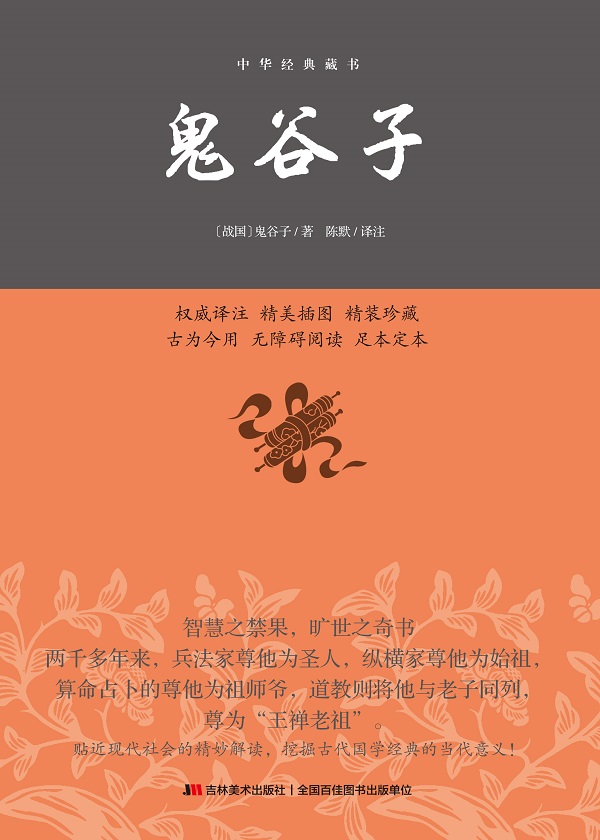 中华经典藏书
鬼谷子
〔战国〕鬼谷子/著 陈默/译注
权威译注 精美插图 精装珍藏
古为今用 无障碍阅读 足本定本
智慧之禁果，旷世之奇书
两千多年来，兵法家尊他为圣人，纵横家尊他为始祖，
算命占卜的尊他为祖师爷，道教则将他与老子同列，
尊为“王禅老祖”。
贴近现代社会的精妙解读，挖掘古代国学经典的当代意义！
吉林美术出版社｜全国百佳图书出版单位